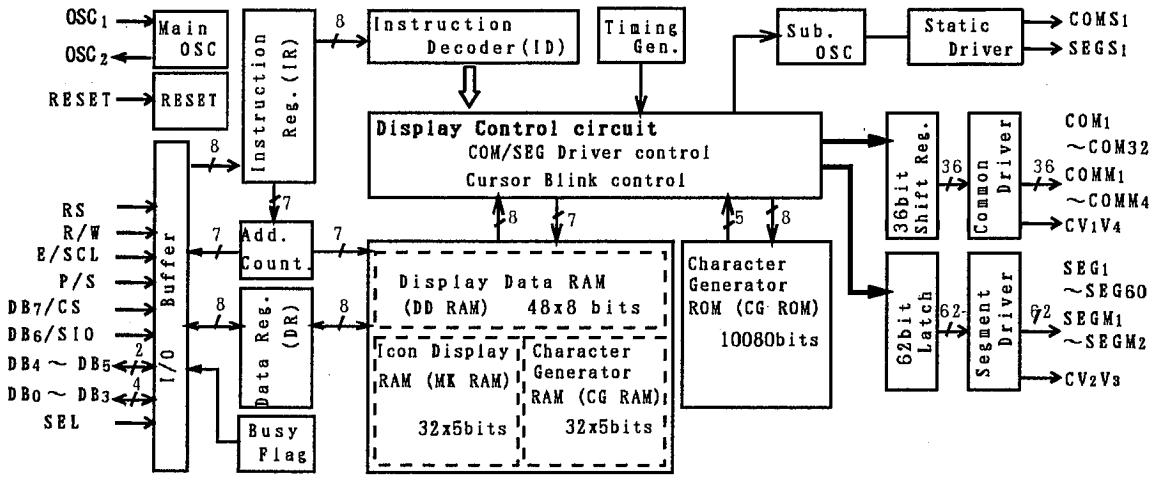 OSC1
OSC2
RESET
Main
OSC
RESET
Instruction
Reg.(IR)
8
Instruction
Decoder(ID)
Timing
Gen.
Sub.
OSC
Static
Driver
COMS1
SEGS1
Display Control circuit
COM/SEG Driver control
Cursor Blink control
8
7
8
7
5
8
RS
R/W
E/SCL
P/S
DB7/CS
DB6/SIO
DB4 ~ DB5
2
DB0 ~ DB3
4
SEL
I/O Buffer
7
Add.
Count.
7
8
Data Reg.
(DR)
8
Busy
Flag
Display Data RAM
(DD RAM) 48x8 bits
Icon Display
RAM (MK RAM)
32x5bits
Character
Generator
RAM (CG RAM)
32x5bits
Character
Generator
ROM (CG ROM)
10080bits
36bit
Shift Reg.
36
Common
Driver
36
COM1
~COM32
COMM1
~COMM4
CV1V4
62bit
Latch
62
Segment
Driver
62
SEG1
~SEG60
SEGM1
~SEGM2
CV2V3